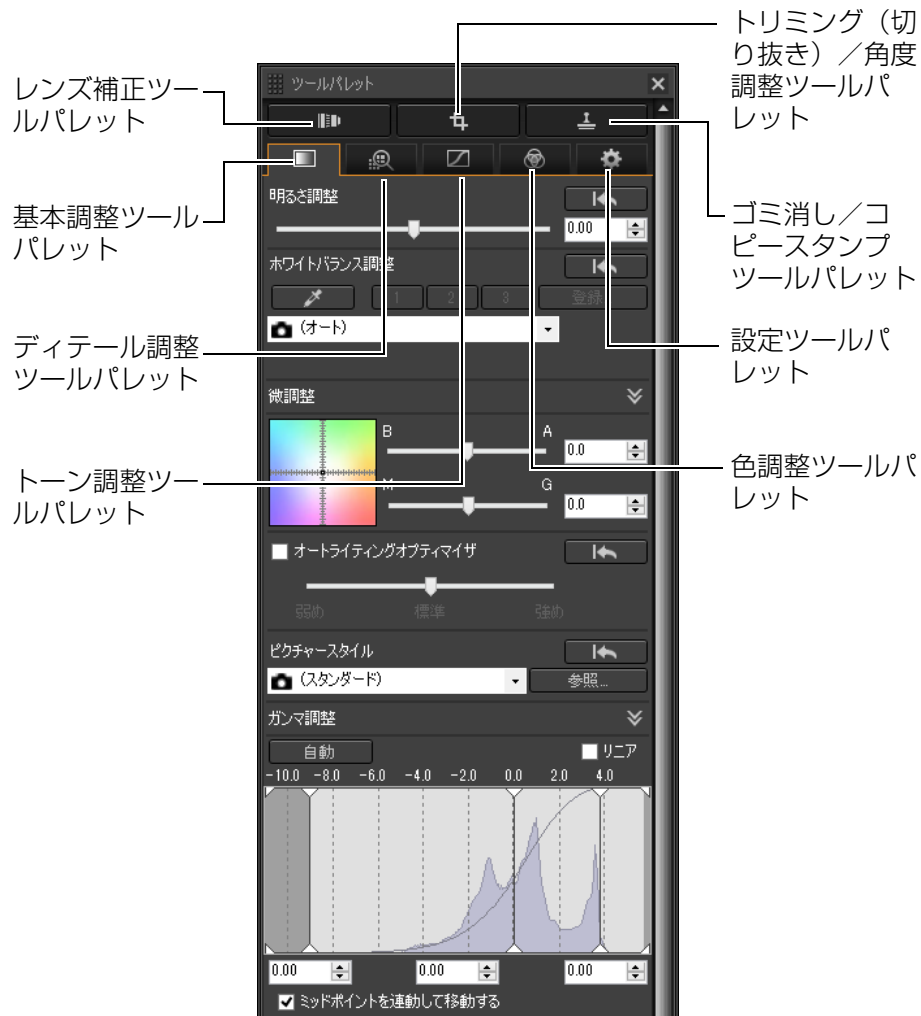 トリミング（切
り抜き）／角度
調整ツールパ
レット
レンズ補正ツー
ルパレット
基本調整ツール
パレット
ゴミ消し／コ
ピースタンプ
ツールパレット
ディテール調整
ツールパレット
設定ツールパ
レット
トーン調整ツー
ルパレット
色調整ツールパ
レット
ツールパレット
明るさ調整
0.00
ホワイトバランス調整
1 2 3 登録
(オート)
微調整
B A
0.0
M G
0.0
オートライティングオプティマイザ
弱め 標準 強め
ピクチャースタイル
(スタンダード) 参照...
ガンマ調整
自動 リニア
-10.0 -8.0 -6.0 -4.0 -2.0 0.0 2.0 4.0
0.00 0.00 0.00
ミッドポイントを連動して移動する